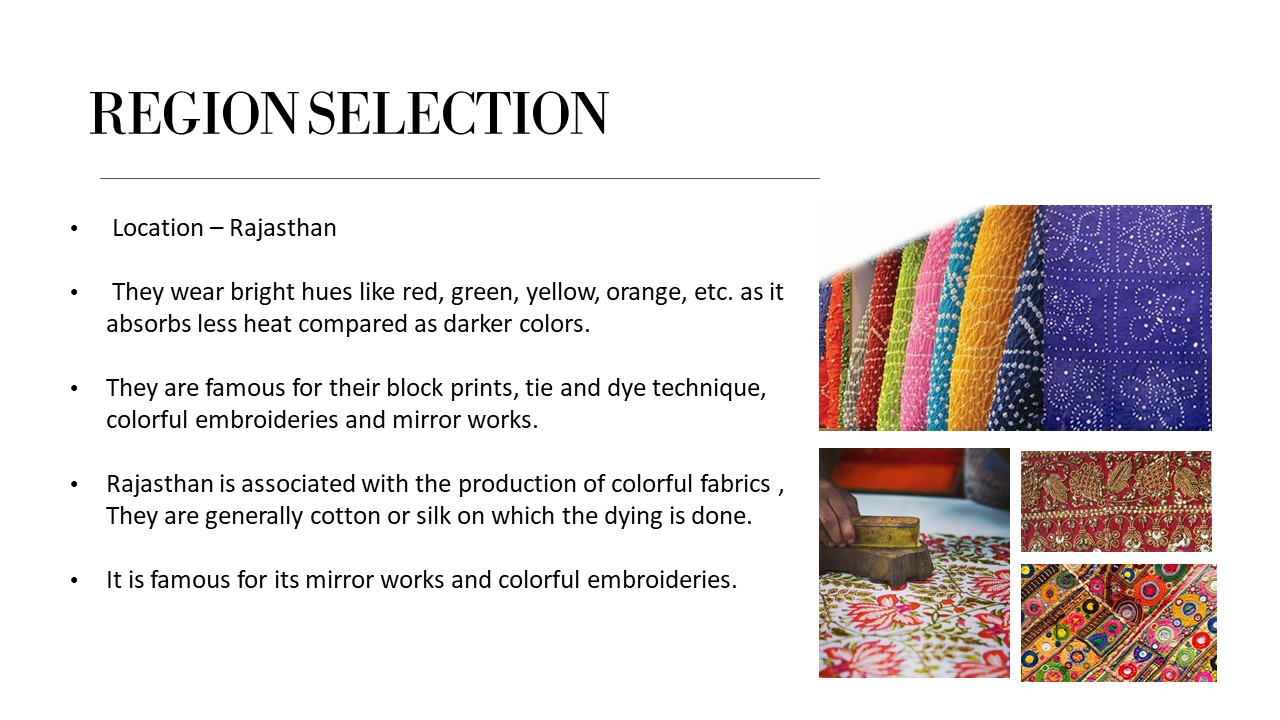 REGION SELECTION
• Location – Rajasthan
• They wear bright hues like red, green, yellow, orange, etc. as it
absorbs less heat compared as darker colors.
• They are famous for their block prints, tie and dye technique,
colorful embroideries and mirror works.
• Rajasthan is associated with the production of colorful fabrics ,
They are generally cotton or silk on which the dying is done.
• It is famous for its mirror works and colorful embroideries.